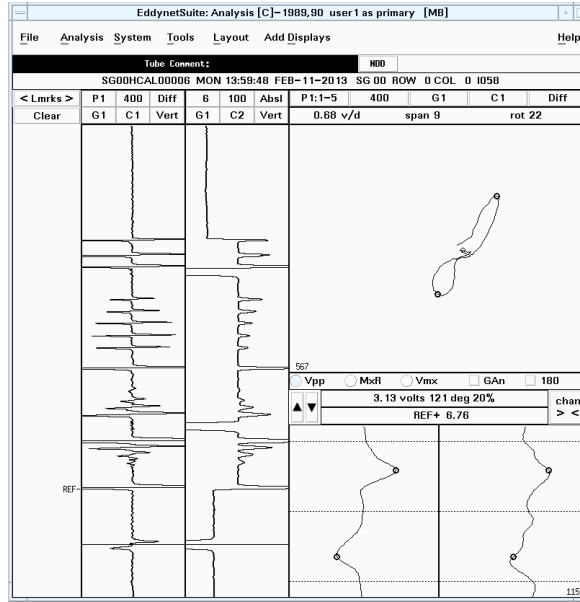 EddynetSuite: Analysis [C]-1989,90 user1 as primary [MB]
File Analysis System Tools Layout Add Displays Help
Tube Comment: NDD
SG00HCAL00006 MON 13:59:48 FEB-11-2013 SG 00 ROW 0 COL 0 I058
< Lmrks > P1 400 Diff 6 100 Absl P1:1-5 400 G1 C1 Diff
Clear G1 C1 Vert G1 C2 Vert 0.68 v/d span 9 rot 22
567
Vpp MxR Vmx GAn 180
3.13 volts 121 deg 20% chan
REF+ 6.76 > <
REF-
115